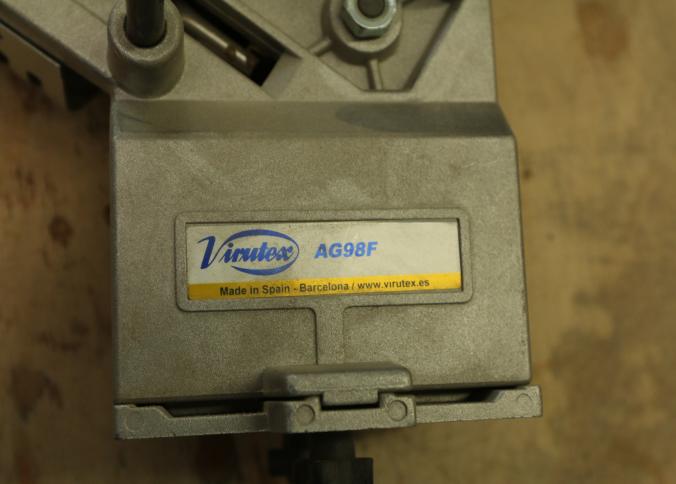 Virutex AG98F
Made in Spain - Barcelona / www.virutex.es